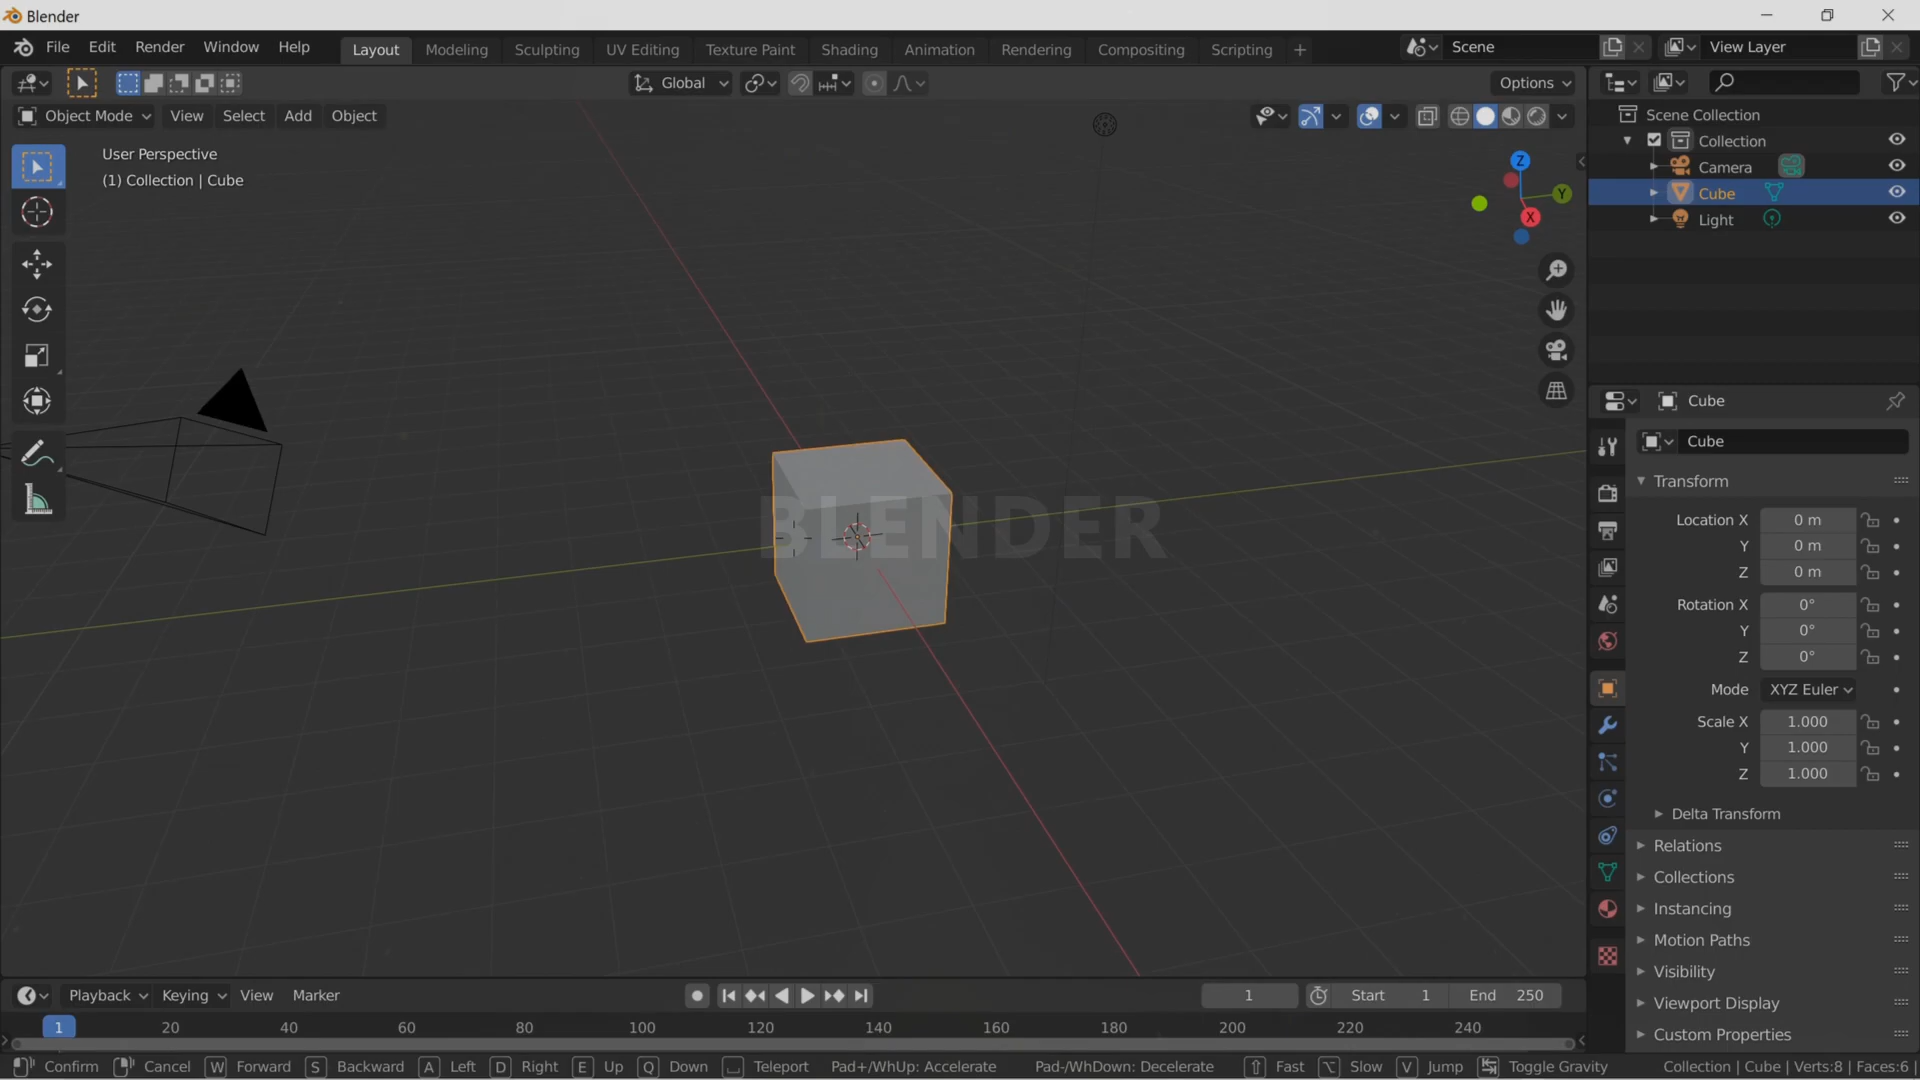 Blender
File Edit Render Window Help Layout Modeling Sculpting UV Editing Texture Paint Shading Animation Rendering Compositing Scripting + Scene View Layer
Global Options
Object Mode View Select Add Object
User Perspective
(1) Collection | Cube
Z
Y
X
BLENDER
Scene Collection
Collection
Camera
Cube
Light
Cube
Cube
Transform
Location X 0 m
Y 0 m
Z 0 m
Rotation X 0°
Y 0°
Z 0°
Mode XYZ Euler
Scale X 1.000
Y 1.000
Z 1.000
Delta Transform
Relations
Collections
Instancing
Motion Paths
Visibility
Viewport Display
Custom Properties
Playback Keying View Marker 1 Start 1 End 250
1 20 40 60 80 100 120 140 160 180 200 220 240
Confirm Cancel W Forward S Backward A Left D Right E Up Q Down Teleport Pad+/WhUp: Accelerate Pad-/WhDown: Decelerate Fast Slow V Jump Toggle Gravity Collection | Cube | Verts:8 | Faces:6 |